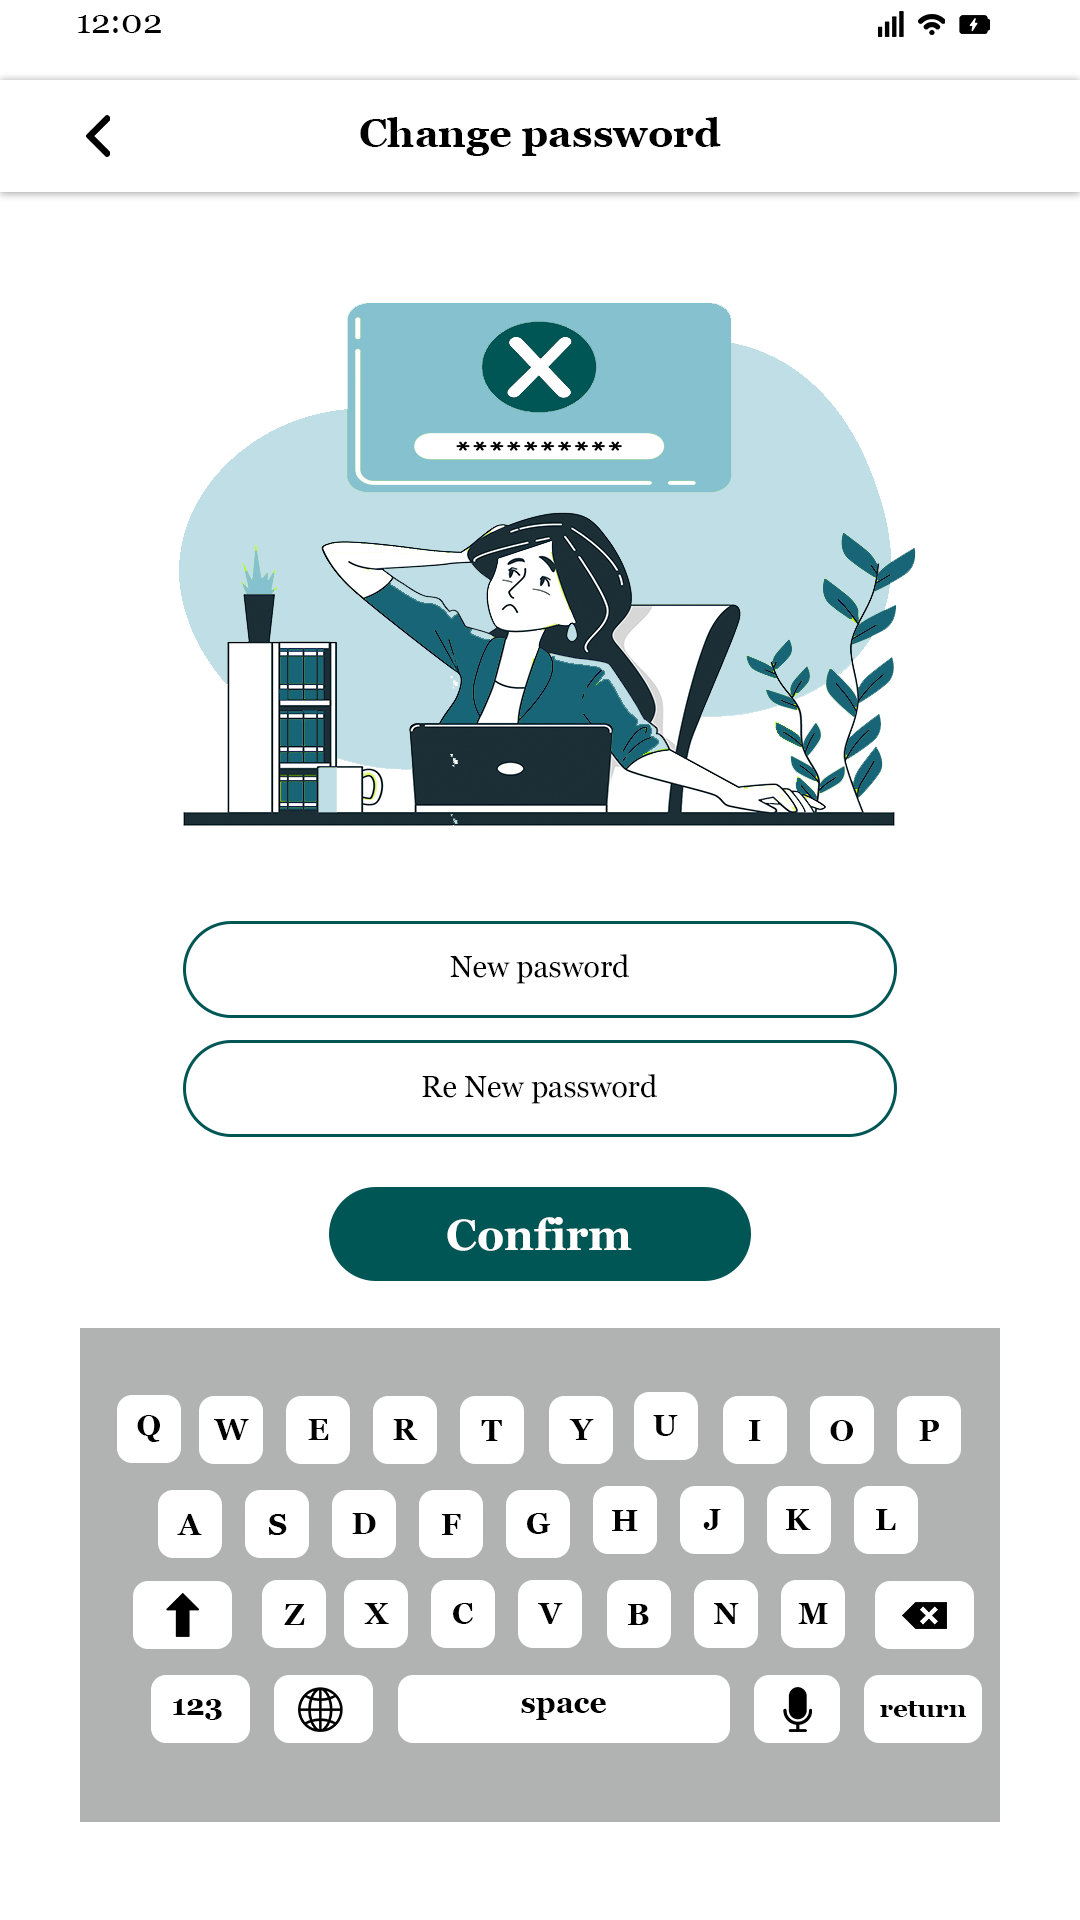 12:02
Change password
**********
New pasword
Re New password
Confirm
Q W E R T Y U I O P
A S D F G H J K L
Z X C V B N M
123 space return